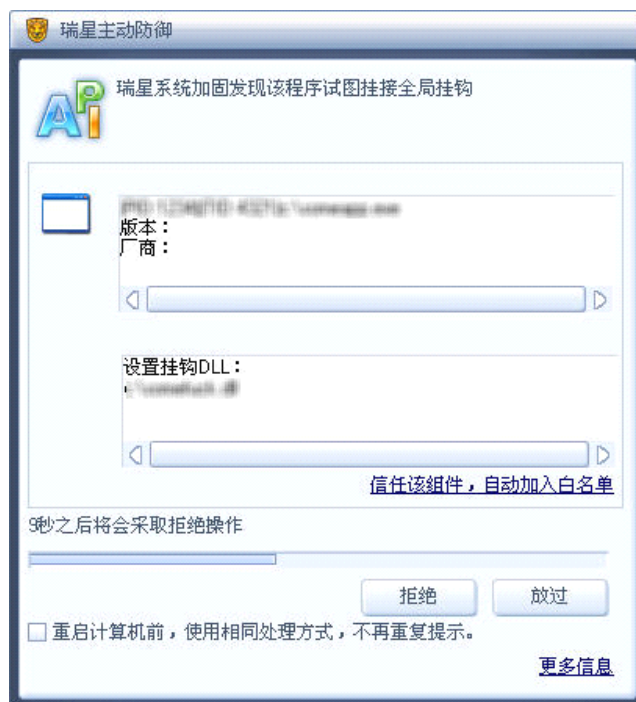 瑞星主动防御
API
瑞星系统加固发现该程序试图挂接全局挂钩
版本：
厂商：
设置挂钩DLL：
信任该组件，自动加入白名单
9秒之后将会采取拒绝操作
拒绝
放过
重启计算机前，使用相同处理方式，不再重复提示。
更多信息